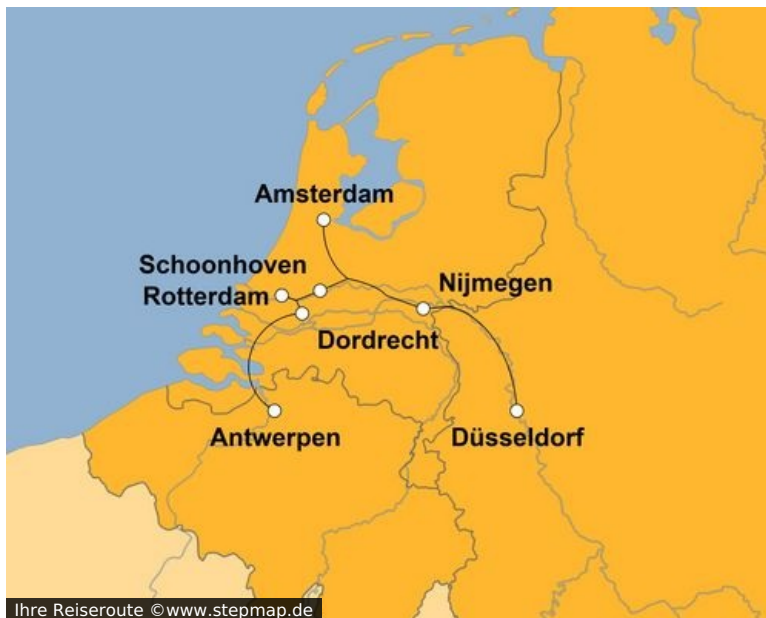 Amsterdam
Schoonhoven
Rotterdam
Nijmegen
Dordrecht
Antwerpen
Düsseldorf
Ihre Reiseroute ©www.stepmap.de